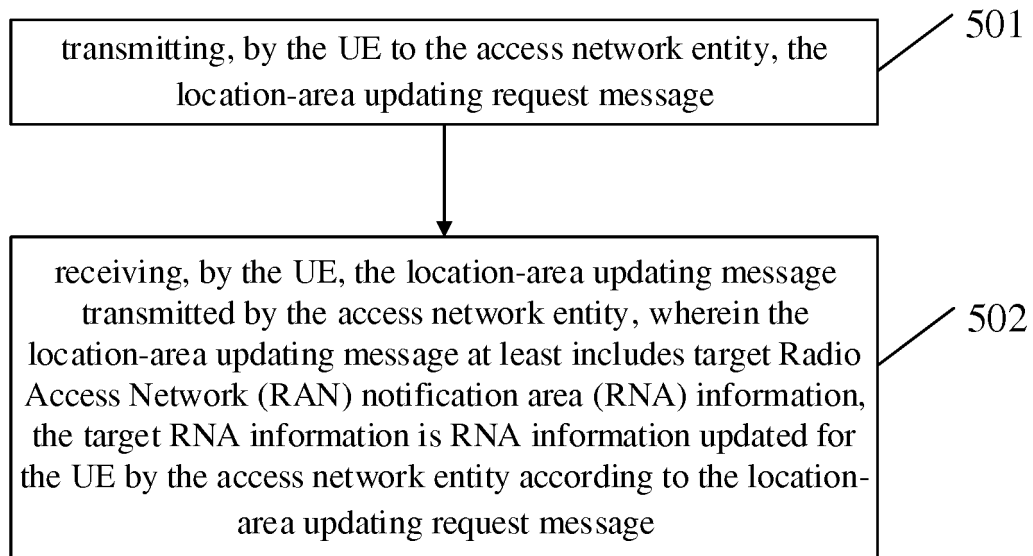 501
transmitting, by the UE to the access network entity, the
location-area updating request message
receiving, by the UE, the location-area updating message
transmitted by the access network entity, wherein the
location-area updating message at least includes target Radio
Access Network (RAN) notification area (RNA) information,
the target RNA information is RNA information updated for
the UE by the access network entity according to the location-
area updating request message
502